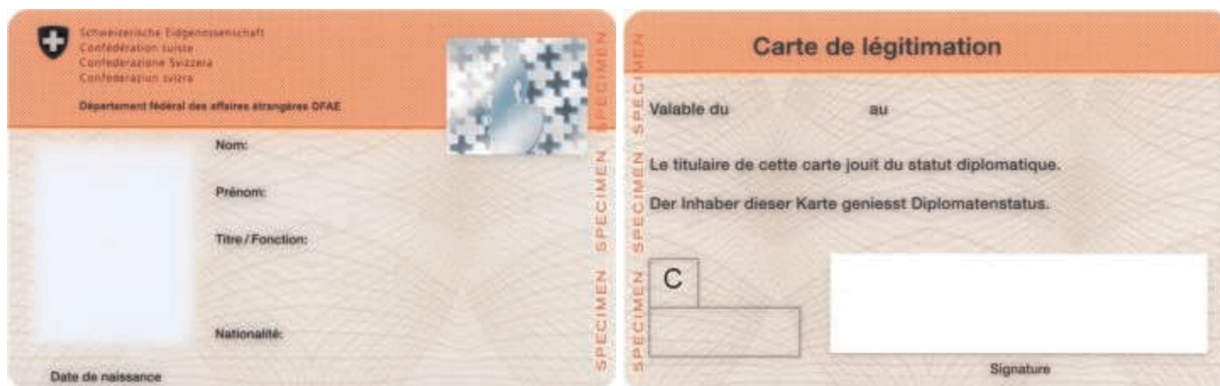 Schweizerische Eidgenossenschaft
Confédération suisse
Confederazione Svizzera
Confederaziun svizra
Département fédéral des affaires étrangères DFAE
Nom:
Prénom:
Titre/Fonction:
Nationalité:
Date de naissance
SPECIMEN SPECIMEN SPECIMEN
Carte de légitimation
Valable du au
Le titulaire de cette carte jouit du statut diplomatique.
Der Inhaber dieser Karte geniesst Diplomatenstatus.
C
Signature
SPECIMEN SPECIMEN SPECIMEN